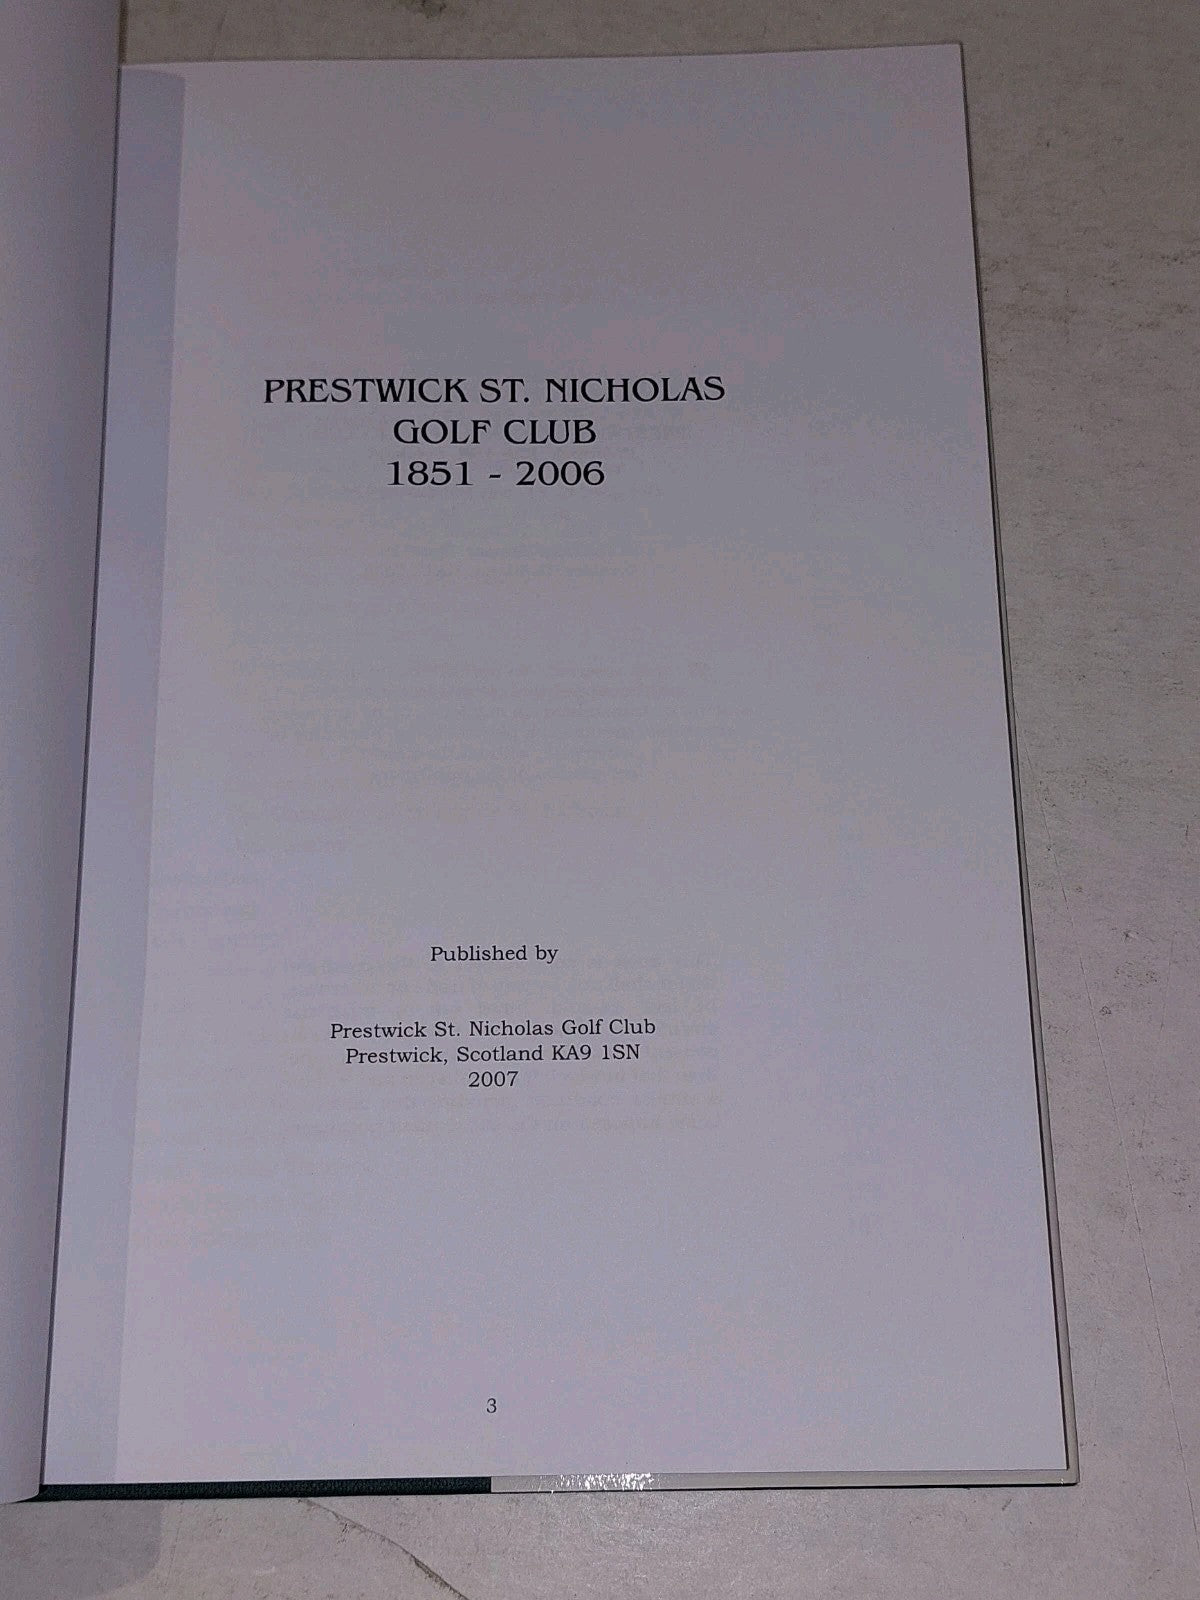 PRESTWICK ST. NICHOLAS
GOLF CLUB
1851 - 2006
Published by
Prestwick St. Nicholas Golf Club
Prestwick, Scotland KA9 1SN
2007
3